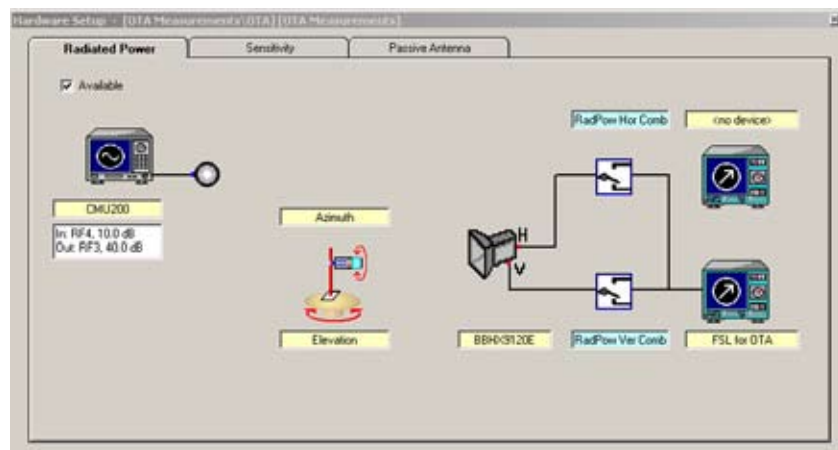 Hardware Setup - [OTA Measurements\OTA] [OTA Measurements]
Radiated Power
Sensitivity
Passive Antenna
Available
RadPow Hor Comb
<no device>
CMU200
In: RF4, 10.0 dB
Out: RF3, 40.0 dB
Azimuth
H
V
Elevation
BBHX9120E
RadPow Ver Comb
FSL for OTA